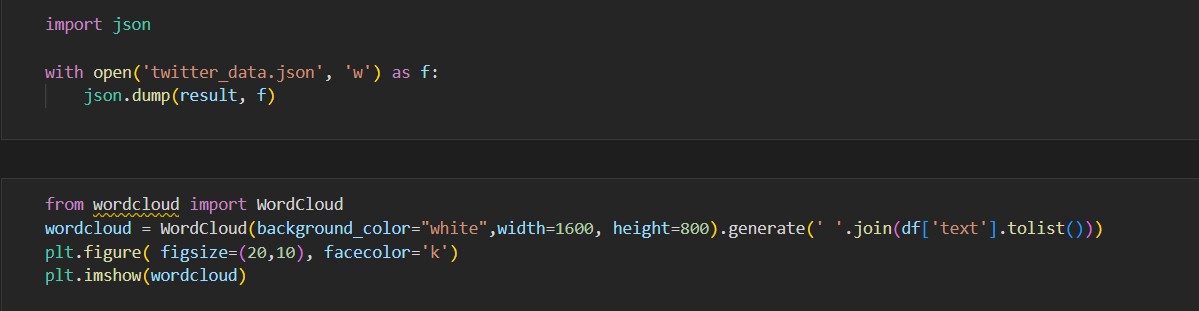 import json
with open('twitter_data.json', 'w') as f:
    json.dump(result, f)
from wordcloud import WordCloud
wordcloud = WordCloud(background_color="white",width=1600, height=800).generate(' '.join(df['text'].tolist()))
plt.figure( figsize=(20,10), facecolor='k')
plt.imshow(wordcloud)